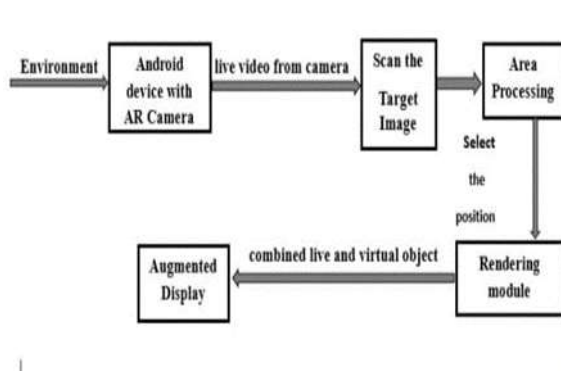 Environment
Android
device with
AR Camera
live video from camera
Scan the
Target
Image
Area
Processing
Select
the
position
Rendering
module
combined live and virtual object
Augmented
Display